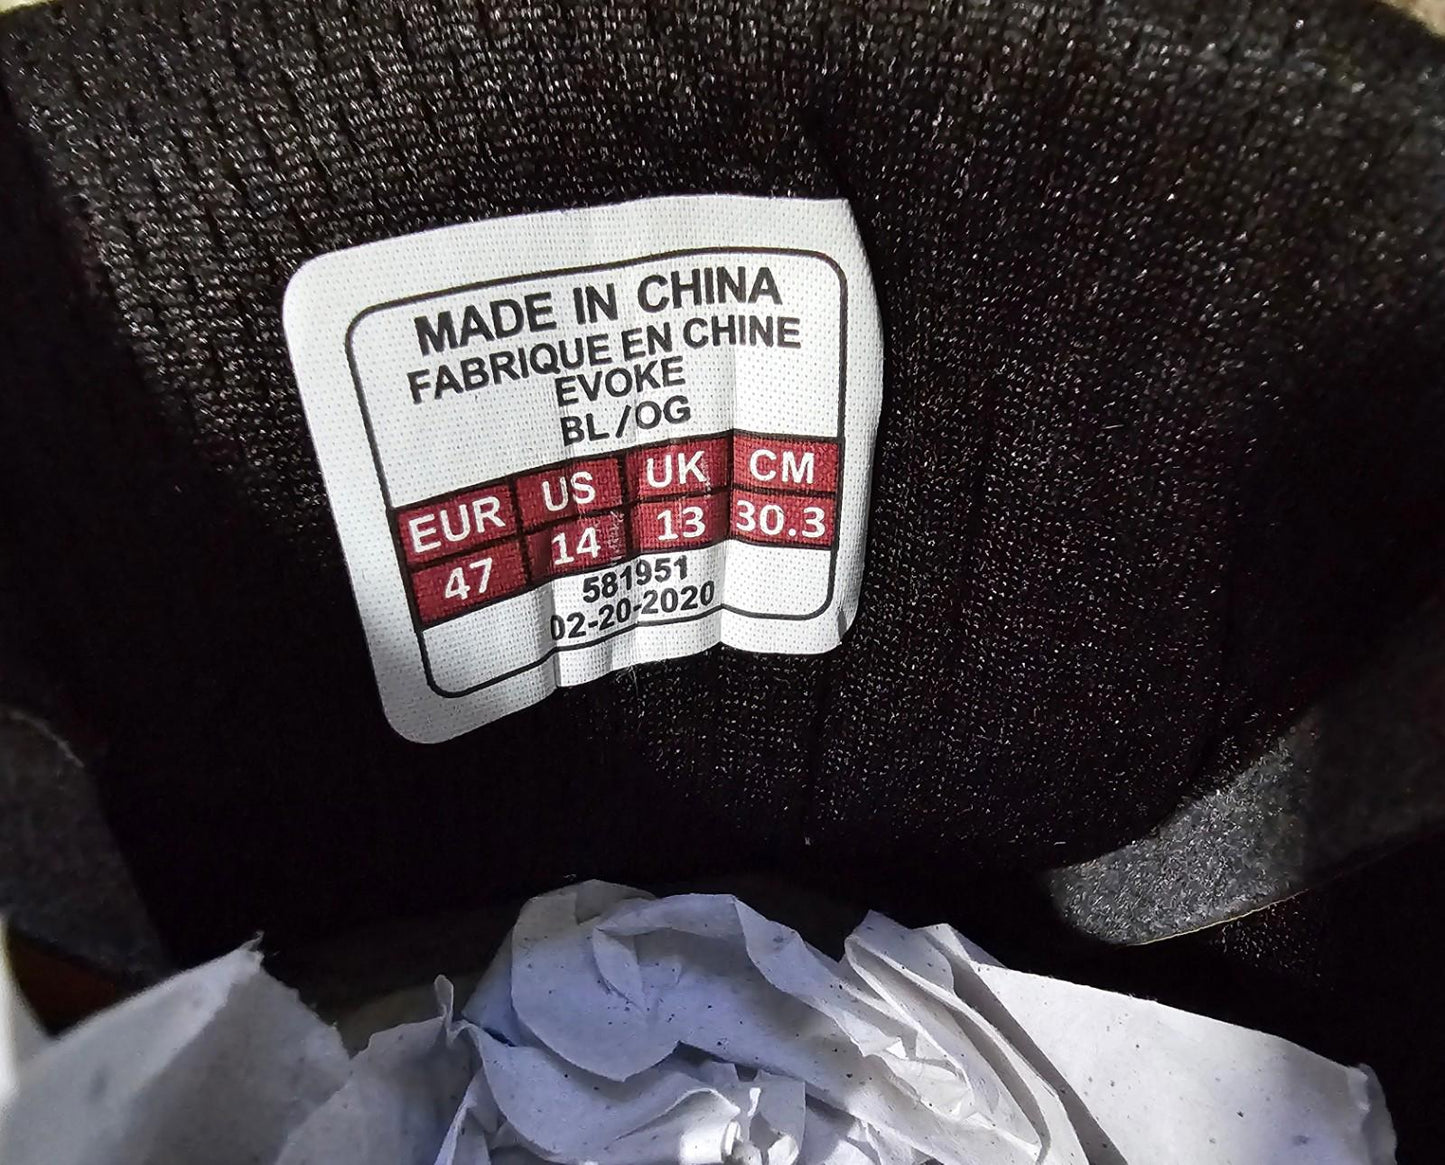 MADE IN CHINA
FABRIQUE EN CHINE
EVOKE
BL/OG
EUR US UK CM
47 14 13 30.3
581951
02-20-2020